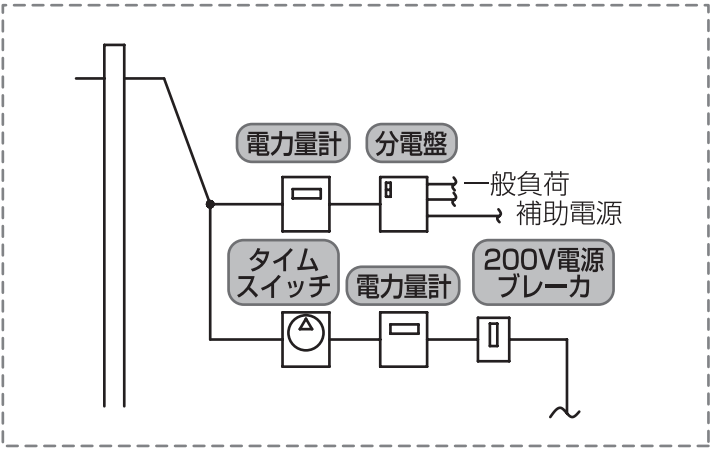 電力量計
分電盤
一般負荷
補助電源
タイム
スイッチ
電力量計
200V電源
ブレーカ